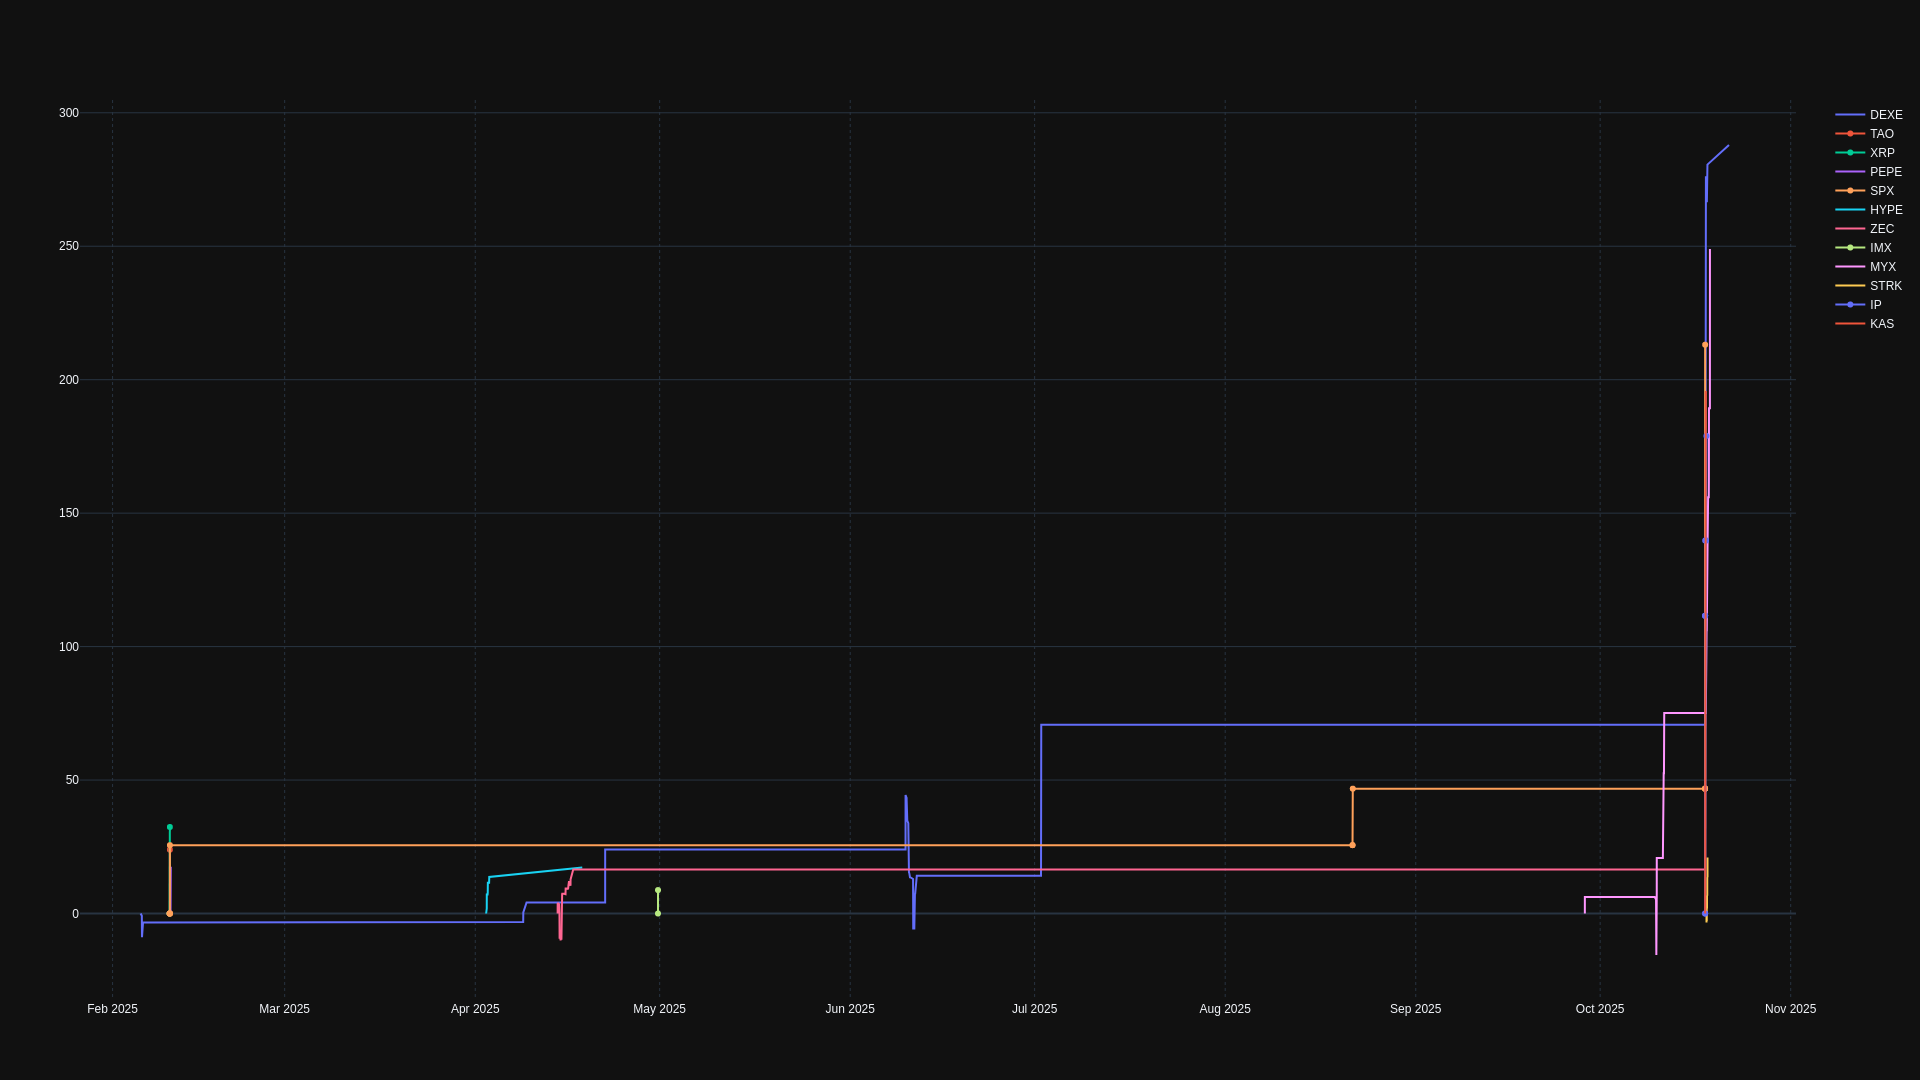 300
250
200
150
100
50
0
Feb 2025
Mar 2025
Apr 2025
May 2025
Jun 2025
Jul 2025
Aug 2025
Sep 2025
Oct 2025
Nov 2025
DEXE
TAO
XRP
PEPE
SPX
HYPE
ZEC
IMX
MYX
STRK
IP
KAS